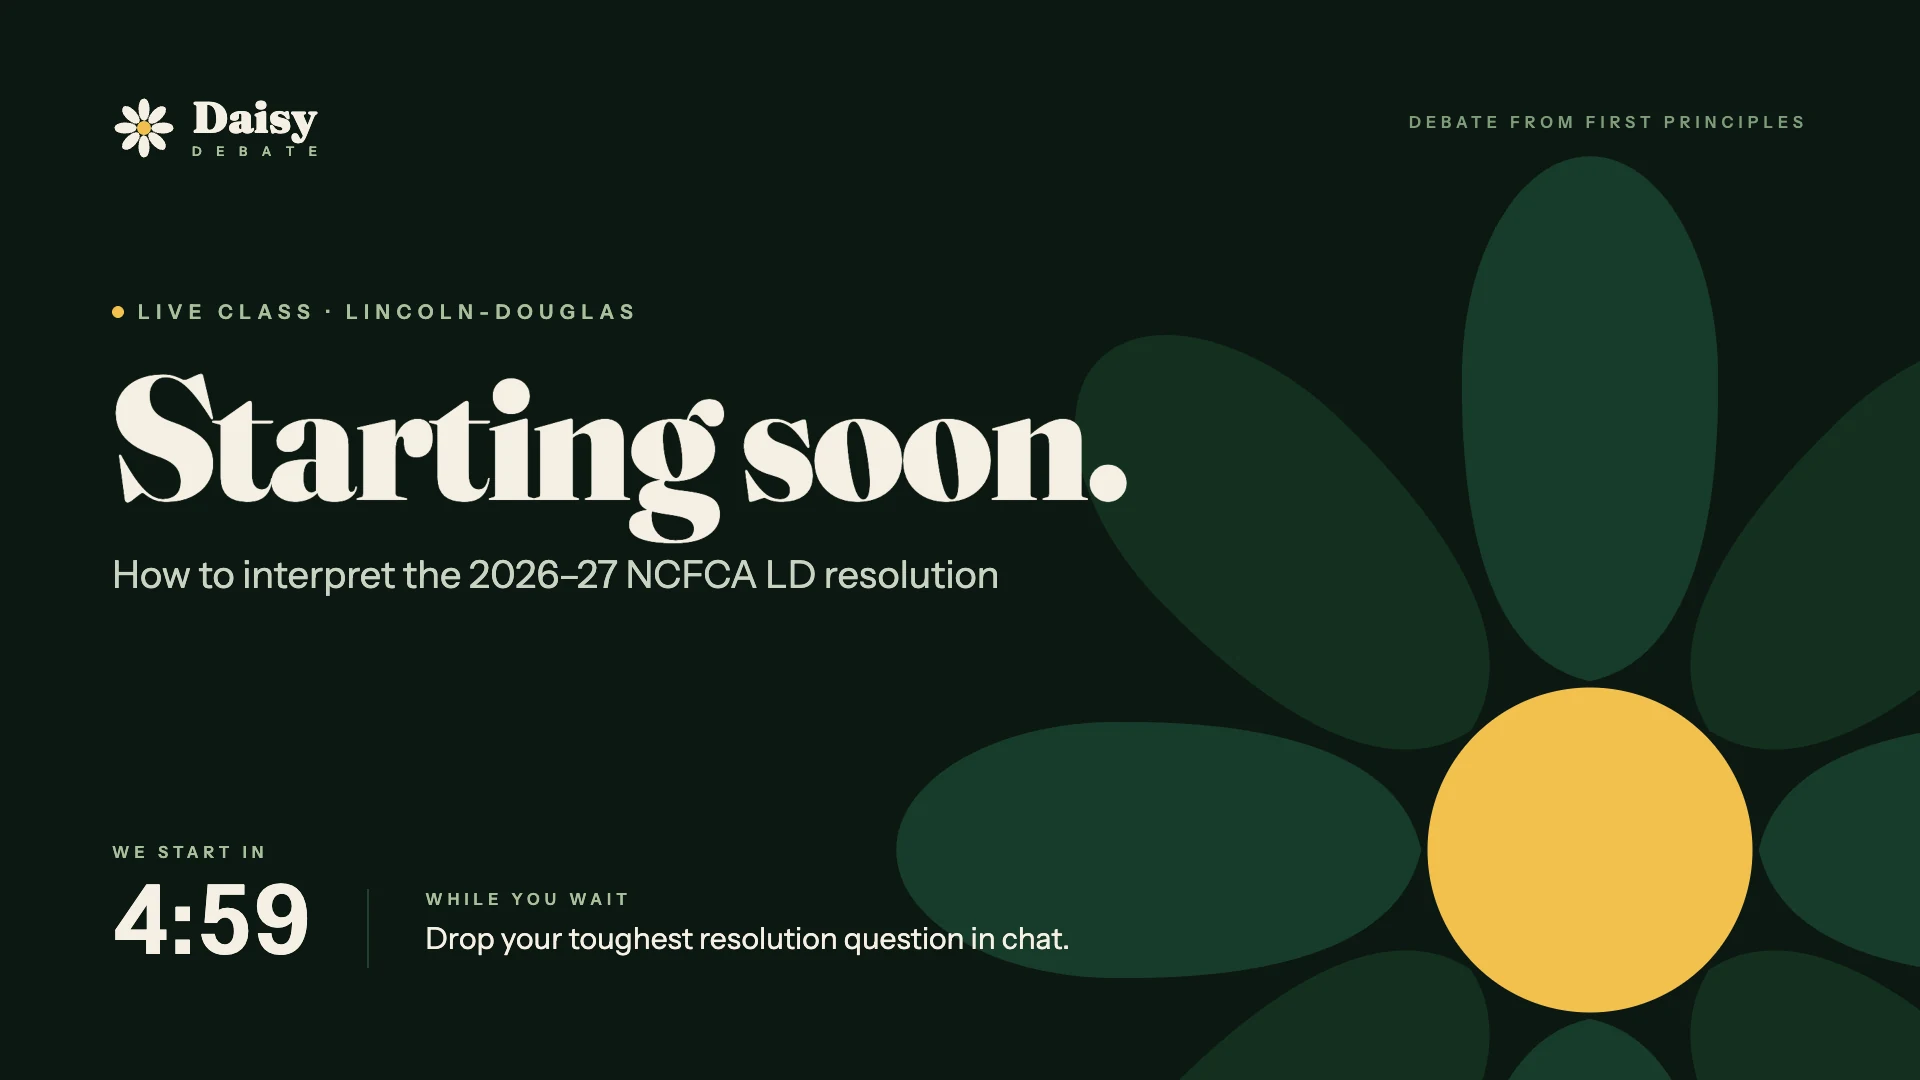 Daisy
DEBATE
DEBATE FROM FIRST PRINCIPLES
LIVE CLASS · LINCOLN-DOUGLAS
Starting soon.
How to interpret the 2026–27 NCFCA LD resolution
WE START IN
4:59
WHILE YOU WAIT
Drop your toughest resolution question in chat.